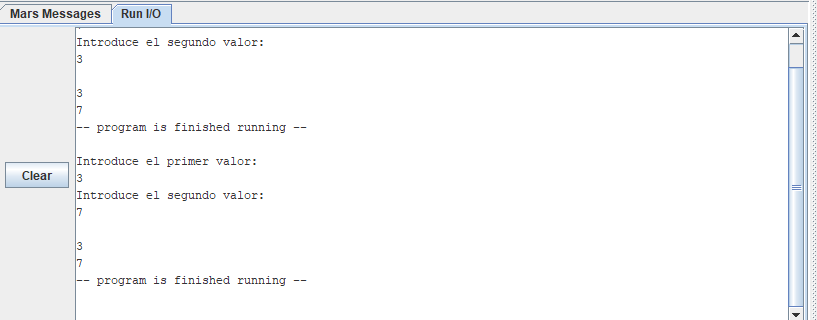 Mars Messages Run I/O
Introduce el segundo valor:
3
3
7
-- program is finished running --
Introduce el primer valor:
3
Introduce el segundo valor:
7
3
7
-- program is finished running --
Clear